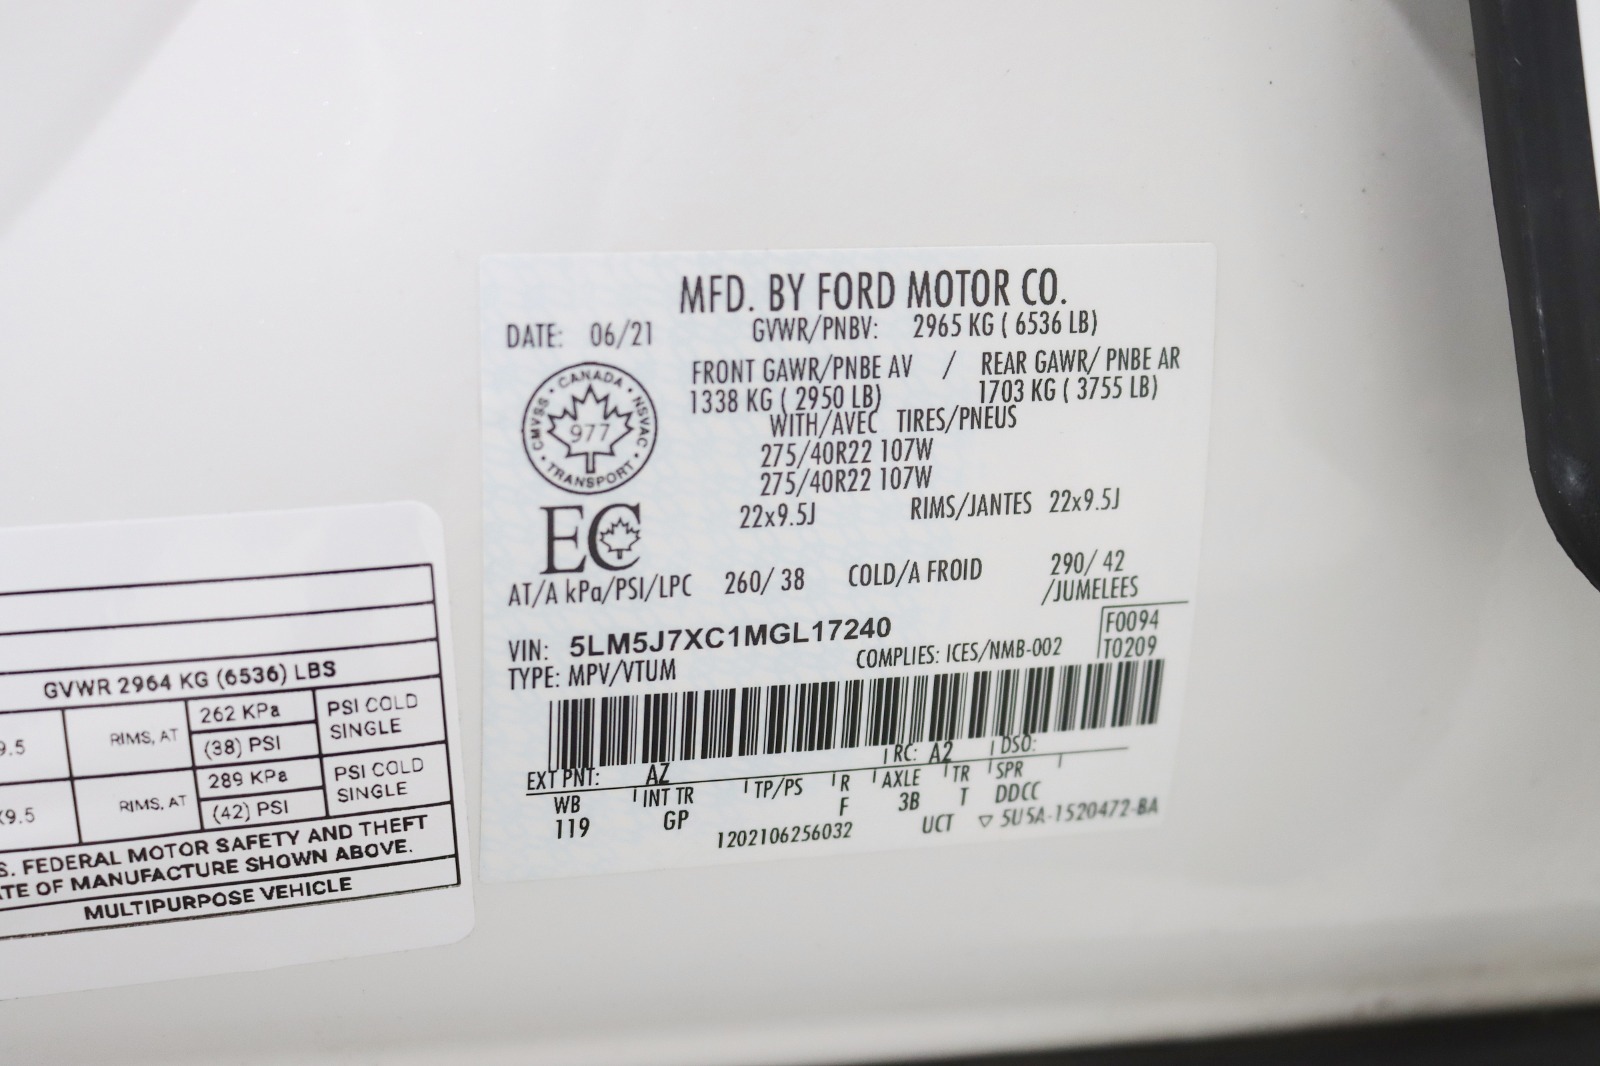 MFD. BY FORD MOTOR CO.
DATE: 06/21 GVWR/PNBV: 2965 KG ( 6536 LB)
FRONT GAWR/PNBE AV / REAR GAWR/ PNBE AR
1338 KG ( 2950 LB) 1703 KG ( 3755 LB)
WITH/AVEC TIRES/PNEUS
275/40R22 107W
275/40R22 107W
22x9.5J RIMS/JANTES 22x9.5J
CANADA · NSVAC · TRANSPORT · CMVSS
977
EC
AT/A kPa/PSI/LPC 260/ 38 COLD/A FROID 290/ 42
/JUMELEES
VIN: 5LM5J7XC1MGL17240
F0094
TYPE: MPV/VTUM COMPLIES: ICES/NMB-002 T0209
EXT PNT: AZ RC: A2 DSO:
WB INT TR TP/PS R AXLE TR SPR
119 GP F 3B T DDCC
1202106256032 UCT ▽ 5U5A-1520472-BA
GVWR 2964 KG (6536) LBS
9.5 RIMS, AT 262 KPa PSI COLD
(38) PSI SINGLE
x9.5 RIMS. AT 289 KPa PSI COLD
(42) PSI SINGLE
S. FEDERAL MOTOR SAFETY AND THEFT
TE OF MANUFACTURE SHOWN ABOVE.
MULTIPURPOSE VEHICLE